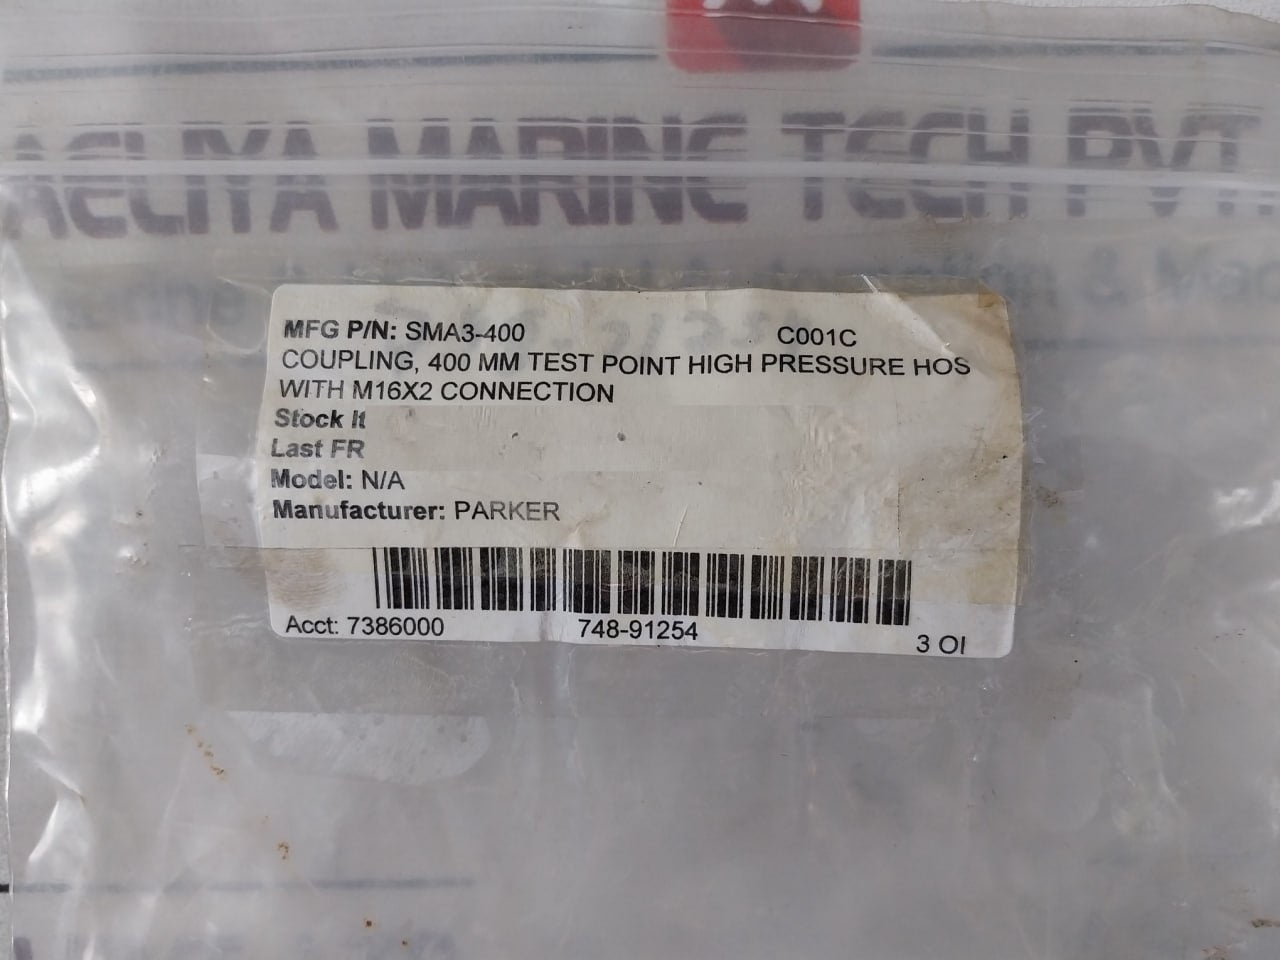 AELIYA MARINE TECH PVT.
MFG P/N: SMA3-400 C001C
COUPLING, 400 MM TEST POINT HIGH PRESSURE HOS
WITH M16X2 CONNECTION
Stock It
Last FR
Model: N/A
Manufacturer: PARKER
Acct: 7386000 748-91254 3 OI